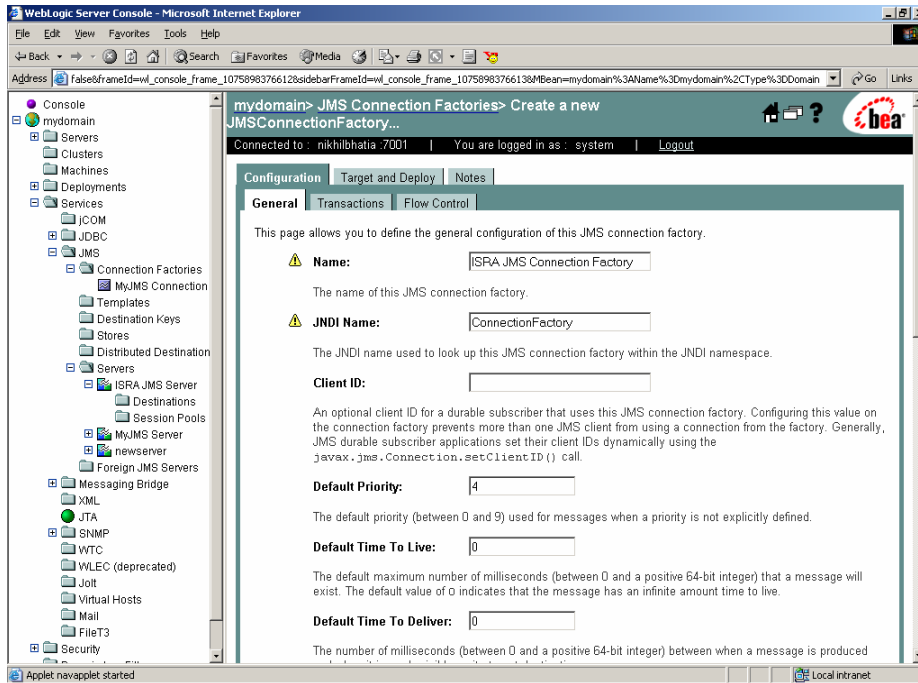 WebLogic Server Console - Microsoft Internet Explorer
File Edit View Favorites Tools Help
Back Search Favorites Media
Address false&frameId=wl_console_frame_1075898376612&sidebarFrameId=wl_console_frame_1075898376613&MBean=mydomain%3AName%3Dmydomain%2CType%3DDomain Go Links
Console
mydomain
Servers
Clusters
Machines
Deployments
Services
jCOM
JDBC
JMS
Connection Factories
MyJMS Connection
Templates
Destination Keys
Stores
Distributed Destination
Servers
ISRA JMS Server
Destinations
Session Pools
MyJMS Server
newserver
Foreign JMS Servers
Messaging Bridge
XML
JTA
SNMP
WTC
WLEC (deprecated)
Jolt
Virtual Hosts
Mail
FileT3
Security
mydomain> JMS Connection Factories> Create a new
JMSConnectionFactory...
bea
Connected to : nikhilbhatia :7001 | You are logged in as : system | Logout
Configuration Target and Deploy Notes
General Transactions Flow Control
This page allows you to define the general configuration of this JMS connection factory.
Name: ISRA JMS Connection Factory
The name of this JMS connection factory.
JNDI Name: ConnectionFactory
The JNDI name used to look up this JMS connection factory within the JNDI namespace.
Client ID:
An optional client ID for a durable subscriber that uses this JMS connection factory. Configuring this value on
the connection factory prevents more than one JMS client from using a connection from the factory. Generally,
JMS durable subscriber applications set their client IDs dynamically using the
javax.jms.Connection.setClientID() call.
Default Priority: 4
The default priority (between 0 and 9) used for messages when a priority is not explicitly defined.
Default Time To Live: 0
The default maximum number of milliseconds (between 0 and a positive 64-bit integer) that a message will
exist. The default value of 0 indicates that the message has an infinite amount time to live.
Default Time To Deliver: 0
The number of milliseconds (between 0 and a positive 64-bit integer) between when a message is produced
Applet navapplet started
Local intranet